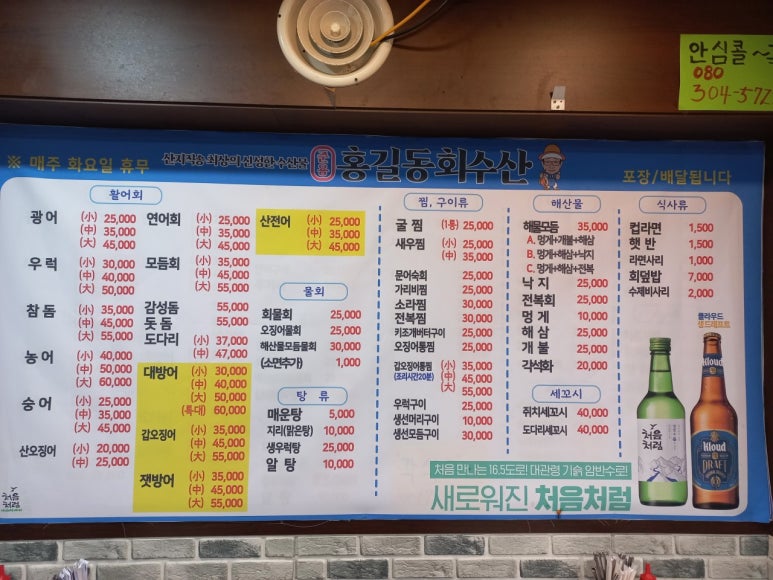 안심콜~
080
304-572
※ 매주 화요일 휴무
산지직송 최상의 신선한 수산물
홍길동회수산
포장/배달됩니다
활어회
광어 (小) 25,000
(中) 35,000
(大) 45,000
우럭 (小) 30,000
(中) 40,000
(大) 50,000
참돔 (小) 35,000
(中) 45,000
(大) 55,000
농어 (小) 40,000
(中) 50,000
(大) 60,000
숭어 (小) 25,000
(中) 35,000
(大) 45,000
산오징어 (小) 20,000
(中) 25,000
연어회 (小) 25,000
(中) 35,000
(大) 45,000
모듬회 (小) 35,000
(中) 45,000
(大) 55,000
감성돔 55,000
돗돔 55,000
도다리 (小) 37,000
(中) 47,000
대방어 (小) 30,000
(中) 40,000
(大) 50,000
(특대) 60,000
갑오징어 (小) 35,000
(中) 45,000
(大) 55,000
잿방어 (小) 35,000
(中) 45,000
(大) 55,000
산전어 (小) 25,000
(中) 35,000
(大) 45,000
물회
회물회 25,000
오징어물회 25,000
해산물모듬물회 30,000
(소면추가) 1,000
탕 류
매운탕 5,000
지리(맑은탕) 10,000
생우럭탕 25,000
알 탕 10,000
찜, 구이류
굴 찜 (1통) 25,000
새우찜 (小) 25,000
(中) 35,000
문어숙회 25,000
가리비찜 25,000
소라찜 30,000
전복찜 30,000
키조개버터구이 25,000
오징어통찜 25,000
갑오징어통찜 (小) 35,000
(조리시간20분) (中) 45,000
(大) 55,000
우럭구이 25,000
생선머리구이 10,000
생선모듬구이 30,000
해산물
해물모듬 35,000
A. 멍게+개불+해삼
B. 멍게+해삼+낙지
C. 멍게+해삼+전복
낙 지 25,000
전복회 25,000
멍 게 10,000
해 삼 25,000
개 불 25,000
각석화 20,000
세꼬시
쥐치세꼬시 40,000
도다리세꼬시 40,000
식사류
컵라면 1,500
햇 반 1,500
라면사리 1,000
회덮밥 7,000
수제비사리 2,000
클라우드
생드래프트
처음처럼
Kloud
DRAFT
처음 만나는 16.5도로! 대관령 기슭 암반수로!
새로워진 처음처럼
처음처럼